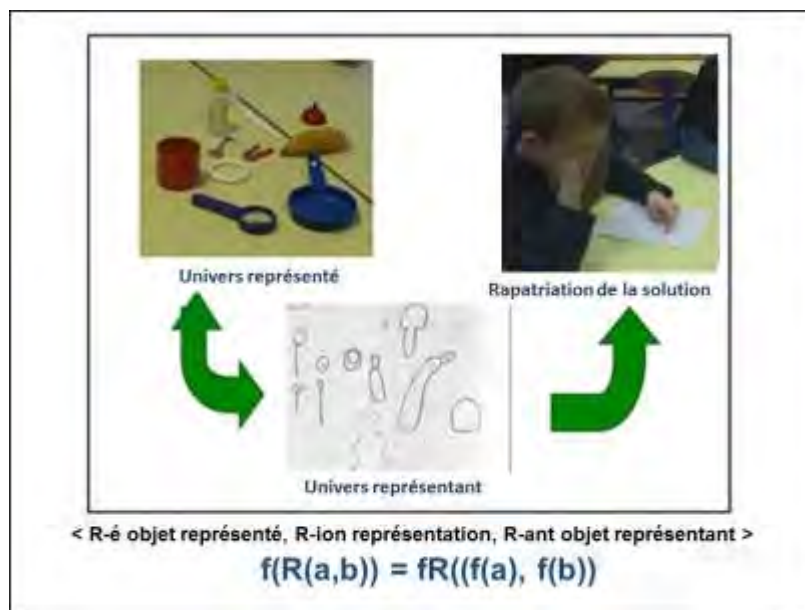 Univers représenté
Rapatriation de la solution
Univers représentant
< R-é objet représenté, R-ion représentation, R-ant objet représentant >
f(R(a,b)) = fR((f(a), f(b))